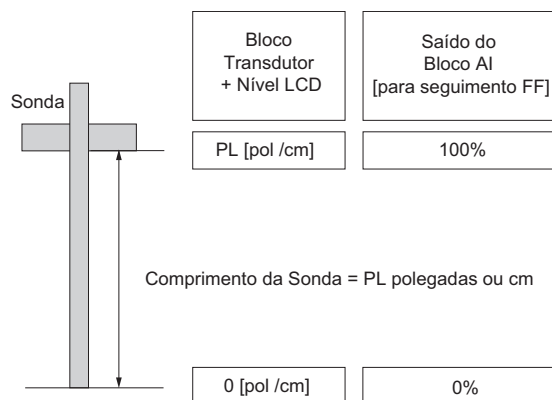 Bloco
Transdutor
+ Nível LCD
Saído do
Bloco AI
[para seguimento FF]
Sonda
PL [pol /cm]
100%
Comprimento da Sonda = PL polegadas ou cm
0 [pol /cm]
0%